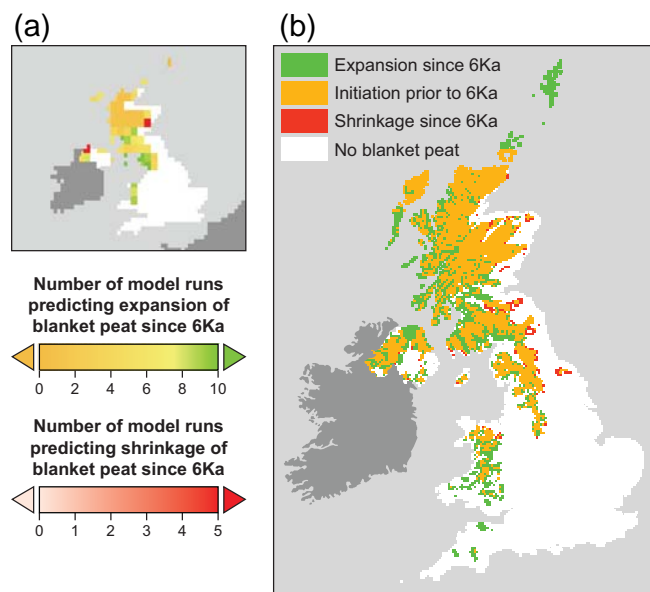 (a)
Number of model runs
predicting expansion of
blanket peat since 6Ka
0 2 4 6 8 10
Number of model runs
predicting shrinkage of
blanket peat since 6Ka
0 1 2 3 4 5
(b)
Expansion since 6Ka
Initiation prior to 6Ka
Shrinkage since 6Ka
No blanket peat